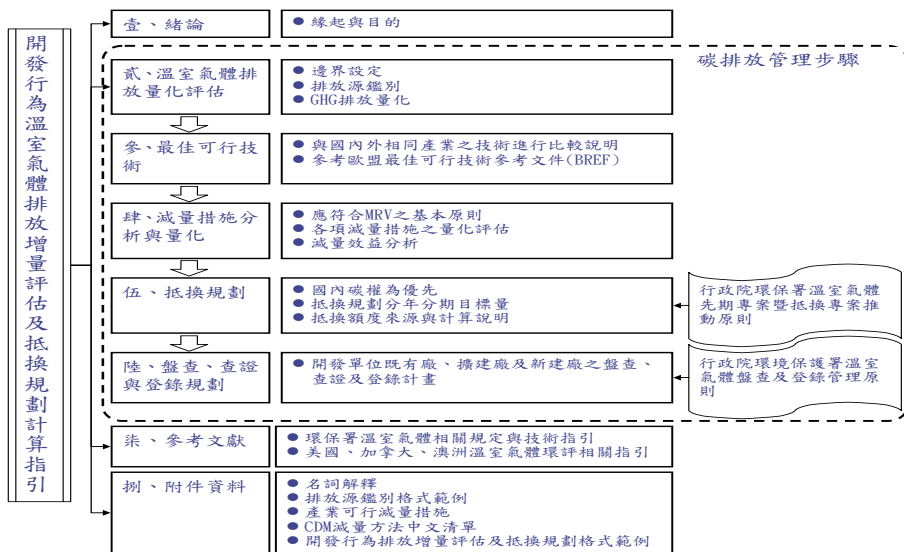 開發行為溫室氣體排放增量評估及抵換規劃計算指引
壹、緒論
● 緣起與目的
碳排放管理步驟
貳、溫室氣體排
放量化評估
● 邊界設定
● 排放源鑑別
● GHG排放量化
參、最佳可行技
術
● 與國內外相同產業之技術進行比較說明
● 參考歐盟最佳可行技術參考文件(BREF)
肆、減量措施分
析與量化
● 應符合MRV之基本原則
● 各項減量措施之量化評估
● 減量效益分析
伍、抵換規劃
● 國內碳權為優先
● 抵換規劃分年分期目標量
● 抵換額度來源與計算說明
行政院環保署溫室氣體
先期專案暨抵換專案推
動原則
陸、盤查、查證
與登錄規劃
● 開發單位既有廠、擴建廠及新建廠之盤查、
查證及登錄計畫
行政院環境保護署溫室
氣體盤查及登錄管理原
則
柒、參考文獻
● 環保署溫室氣體相關規定與技術指引
● 美國、加拿大、澳洲溫室氣體環評相關指引
捌、附件資料
● 名詞解釋
● 排放源鑑別格式範例
● 產業可行減量措施
● CDM減量方法中文清單
● 開發行為排放增量評估及抵換規劃格式範例